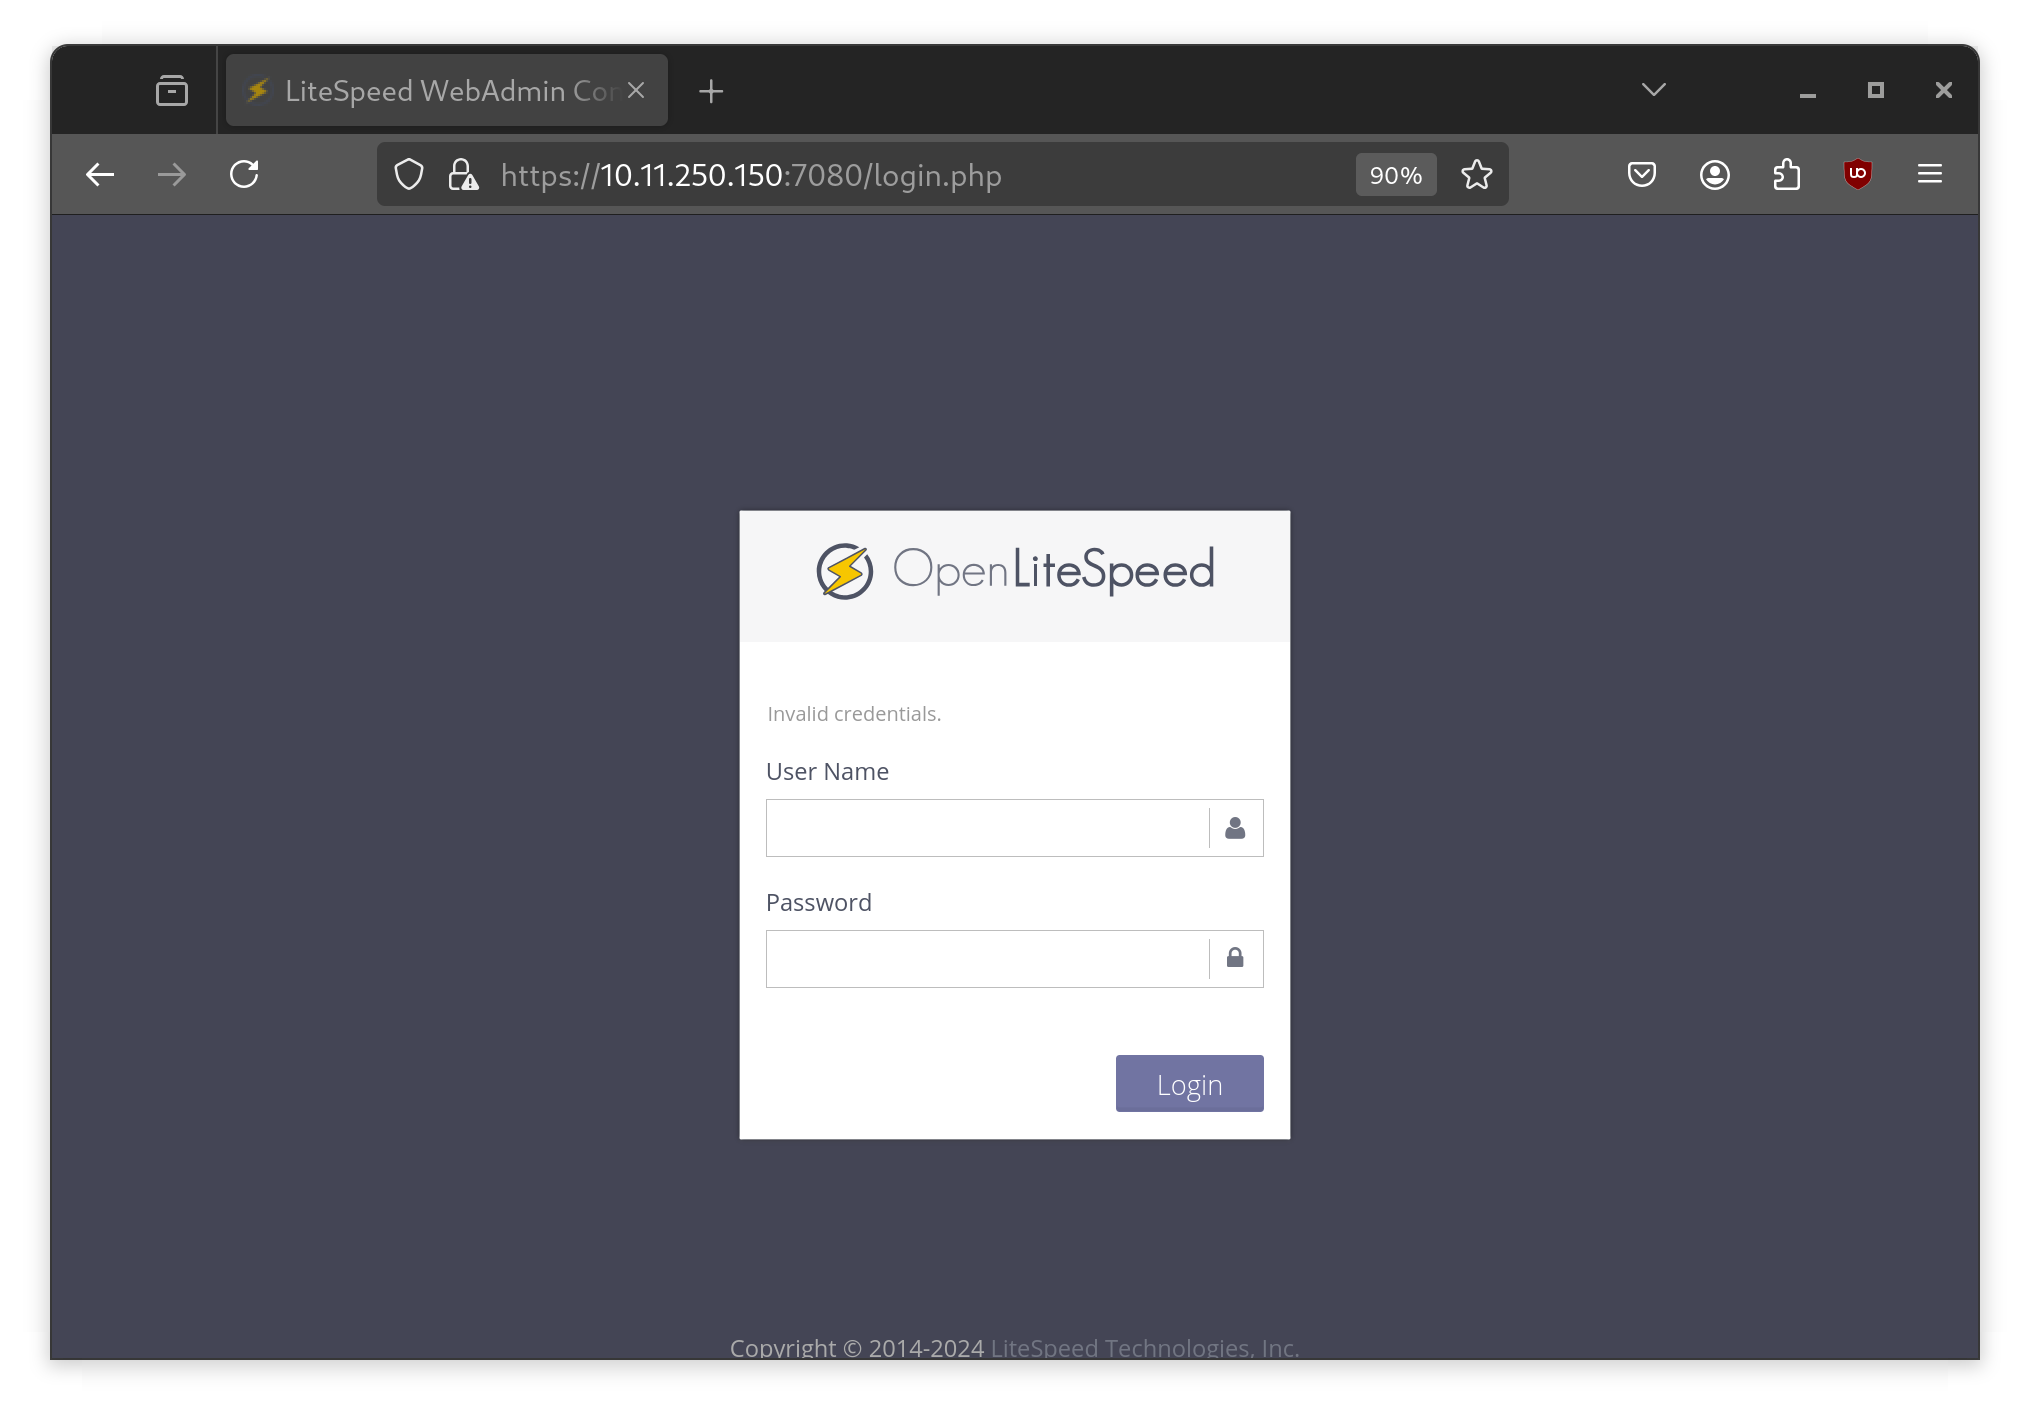 LiteSpeed WebAdmin Con
https://10.11.250.150:7080/login.php
90%
OpenLiteSpeed
Invalid credentials.
User Name
Password
Login
Copyright © 2014-2024 LiteSpeed Technologies, Inc.